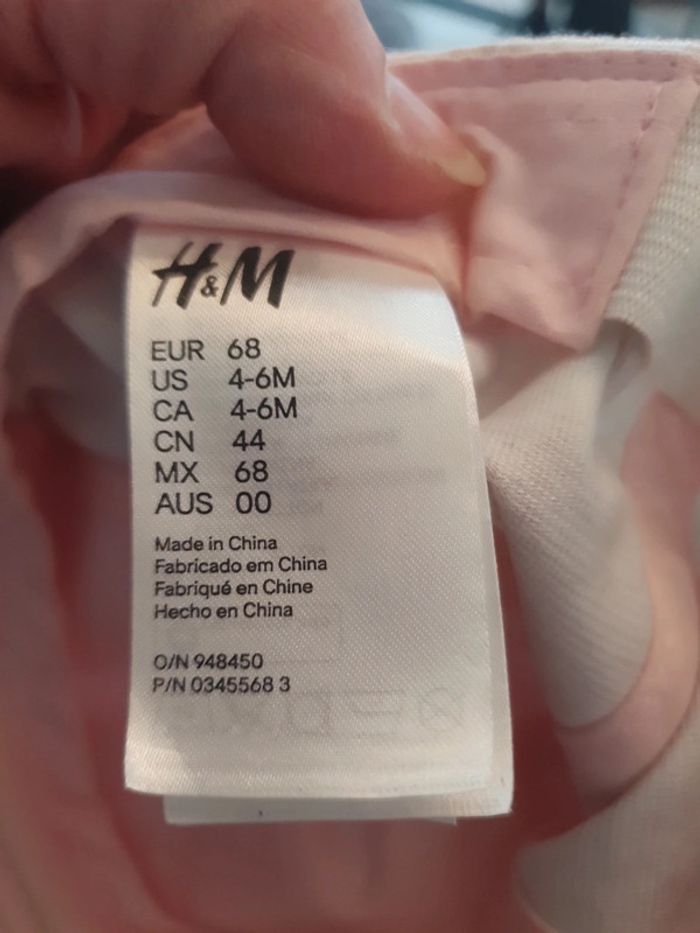 H&M
EUR 68
US 4-6M
CA 4-6M
CN 44
MX 68
AUS 00
Made in China
Fabricado em China
Fabriqué en Chine
Hecho en China
O/N 948450
P/N 0345568 3